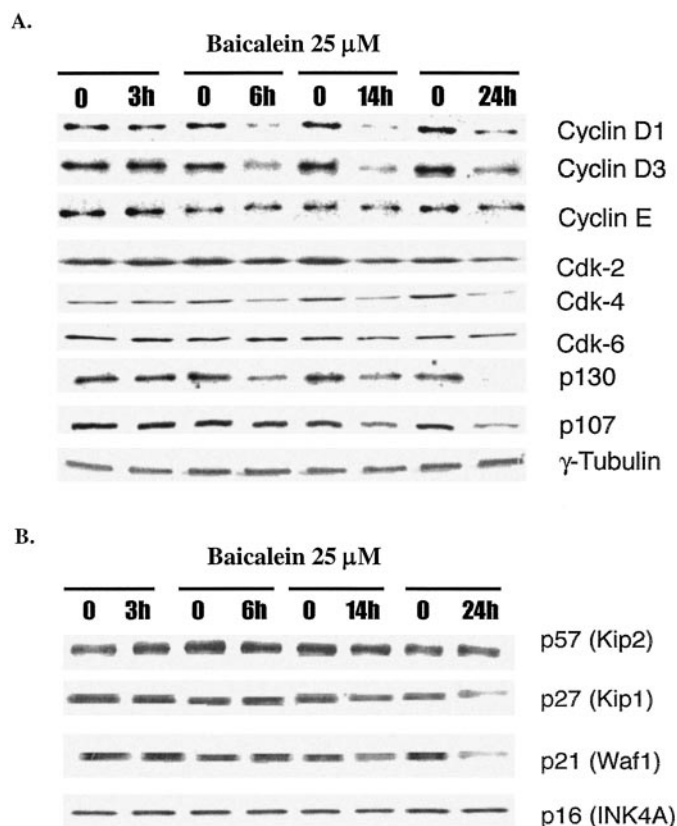 A.
Baicalein 25 μM
0 3h 0 6h 0 14h 0 24h
Cyclin D1
Cyclin D3
Cyclin E
Cdk-2
Cdk-4
Cdk-6
p130
p107
γ-Tubulin
B.
Baicalein 25 μM
0 3h 0 6h 0 14h 0 24h
p57 (Kip2)
p27 (Kip1)
p21 (Waf1)
p16 (INK4A)